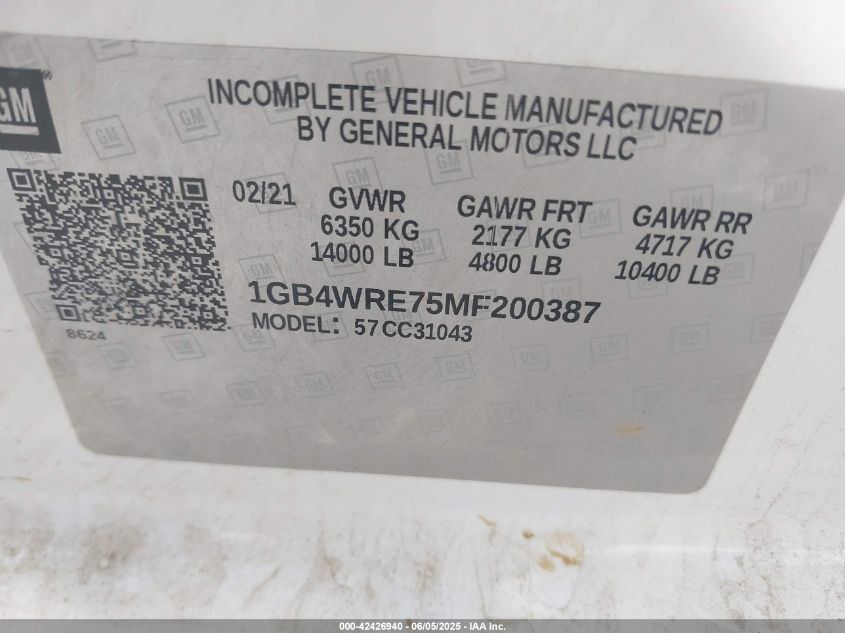 GM
INCOMPLETE VEHICLE MANUFACTURED
BY GENERAL MOTORS LLC
02/21 GVWR GAWR FRT GAWR RR
6350 KG 2177 KG 4717 KG
14000 LB 4800 LB 10400 LB
1GB4WRE75MF200387
MODEL: 57CC31043
8624
000-42426940 - 06/05/2025 - IAA Inc.